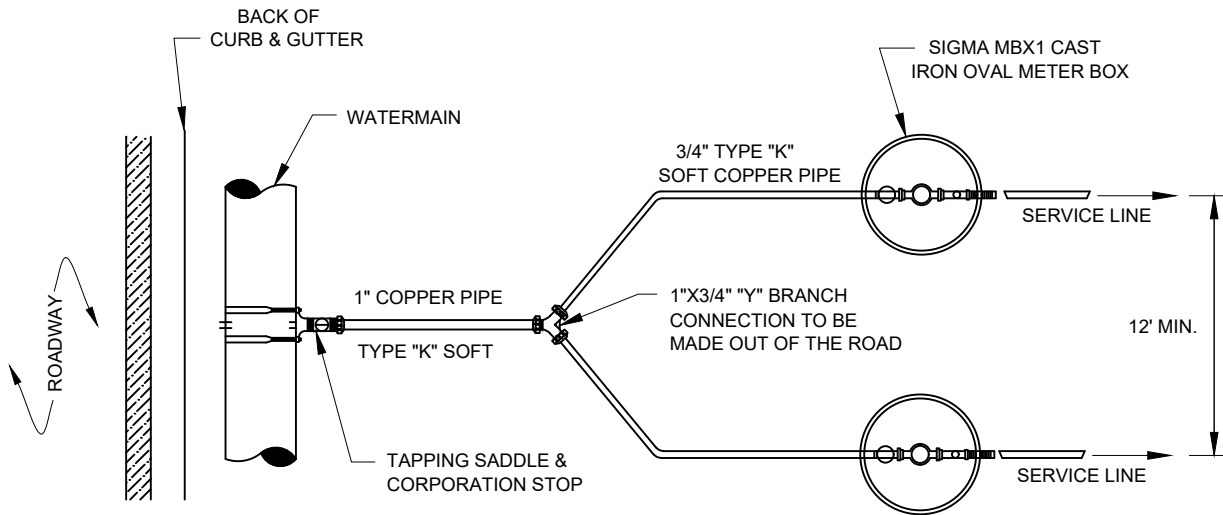 BACK OF
CURB & GUTTER
WATERMAIN
SIGMA MBX1 CAST
IRON OVAL METER BOX
3/4" TYPE "K"
SOFT COPPER PIPE
SERVICE LINE
ROADWAY
1" COPPER PIPE
TYPE "K" SOFT
1"X3/4" "Y" BRANCH
CONNECTION TO BE
MADE OUT OF THE ROAD
12' MIN.
TAPPING SADDLE &
CORPORATION STOP
SERVICE LINE